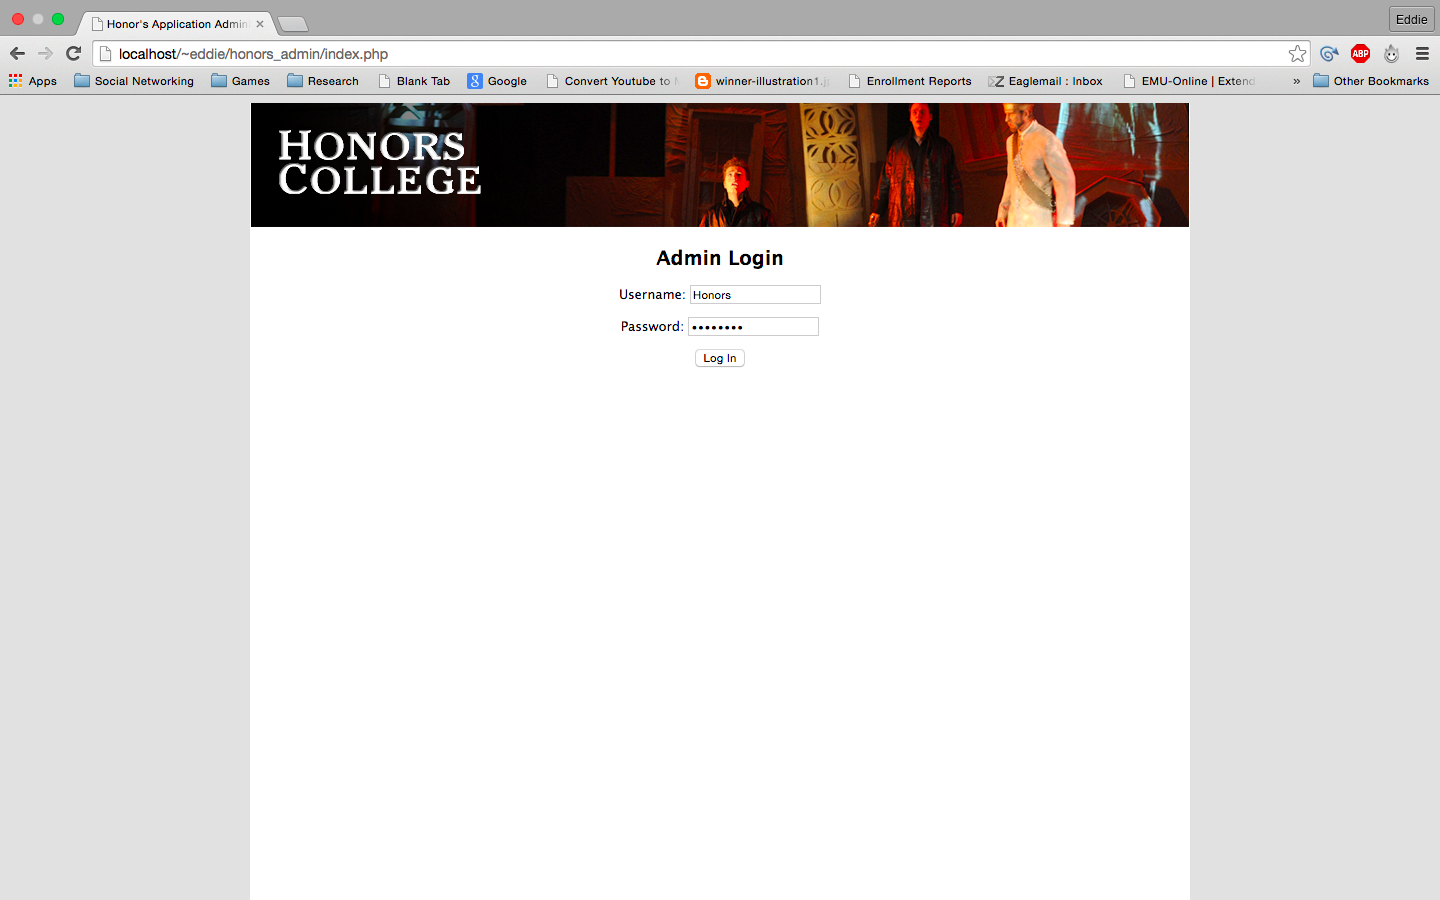 Honor's Application Admin
Eddie
localhost/~eddie/honors_admin/index.php
ABP
Apps
Social Networking
Games
Research
Blank Tab
Google
Convert Youtube to
winner-illustration1.j
Enrollment Reports
Eaglemail : Inbox
EMU-Online | Extend
»
Other Bookmarks
HONORS
COLLEGE
Admin Login
Username: Honors
Password: ••••••••
Log In